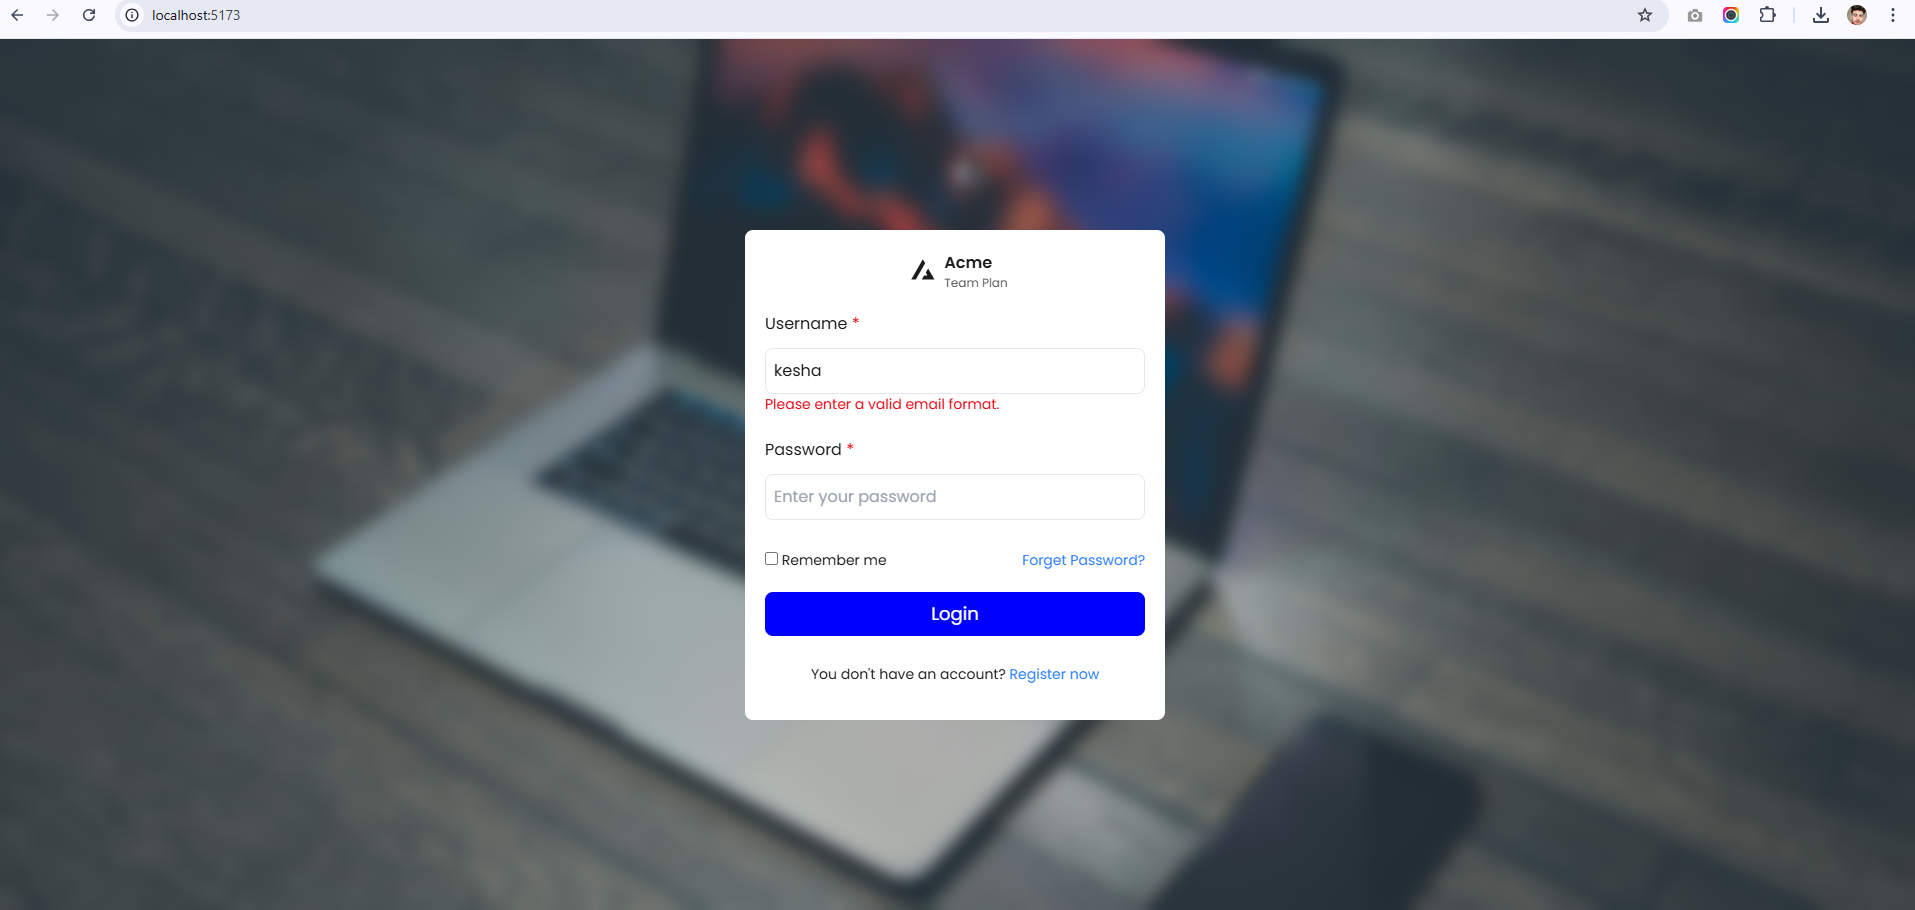 localhost:5173
Acme
Team Plan
Username *
kesha
Please enter a valid email format.
Password *
Enter your password
Remember me Forget Password?
Login
You don't have an account? Register now